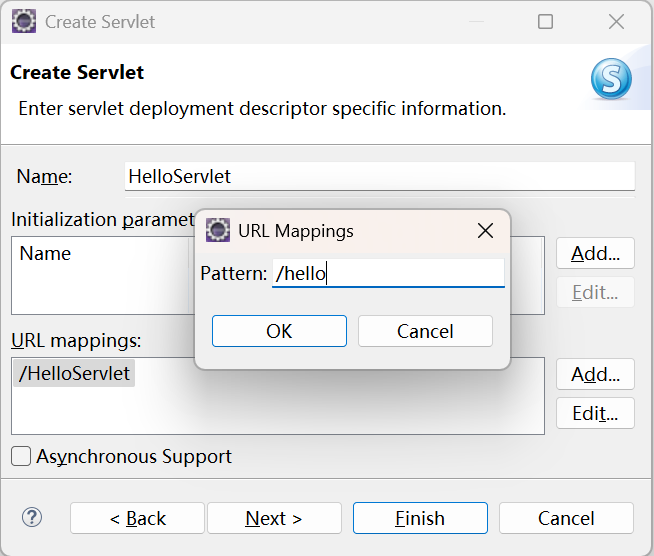 Create Servlet
Create Servlet
Enter servlet deployment descriptor specific information.
S
Name: HelloServlet
Initialization paramet
Name
Add...
Edit...
URL Mappings
Pattern: /hello
OK Cancel
URL mappings:
/HelloServlet
Add...
Edit...
Asynchronous Support
? < Back Next > Finish Cancel